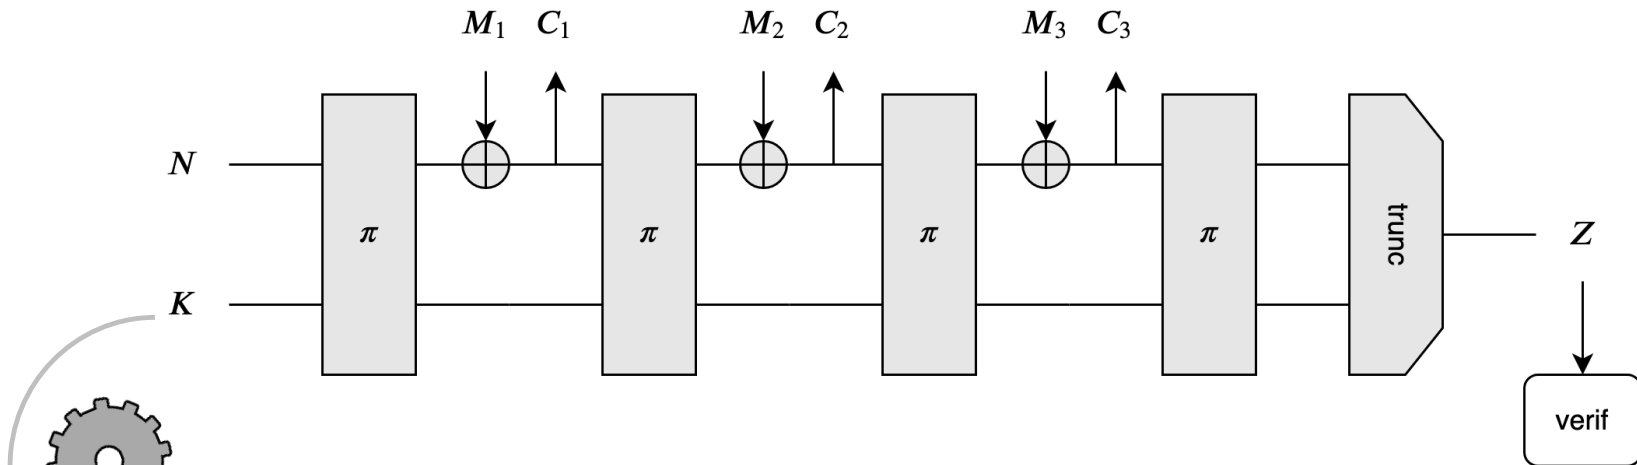 M₁ C₁ M₂ C₂ M₃ C₃
N
π π π π trunc Z
K
verif